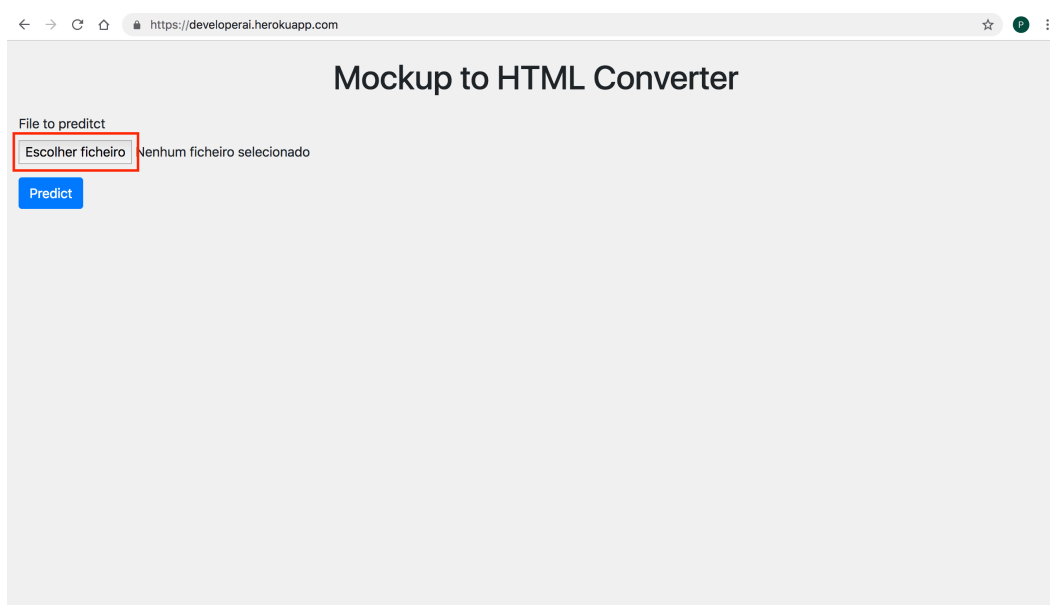 https://developerai.herokuapp.com
P
Mockup to HTML Converter
File to preditct
Escolher ficheiro Nenhum ficheiro selecionado
Predict